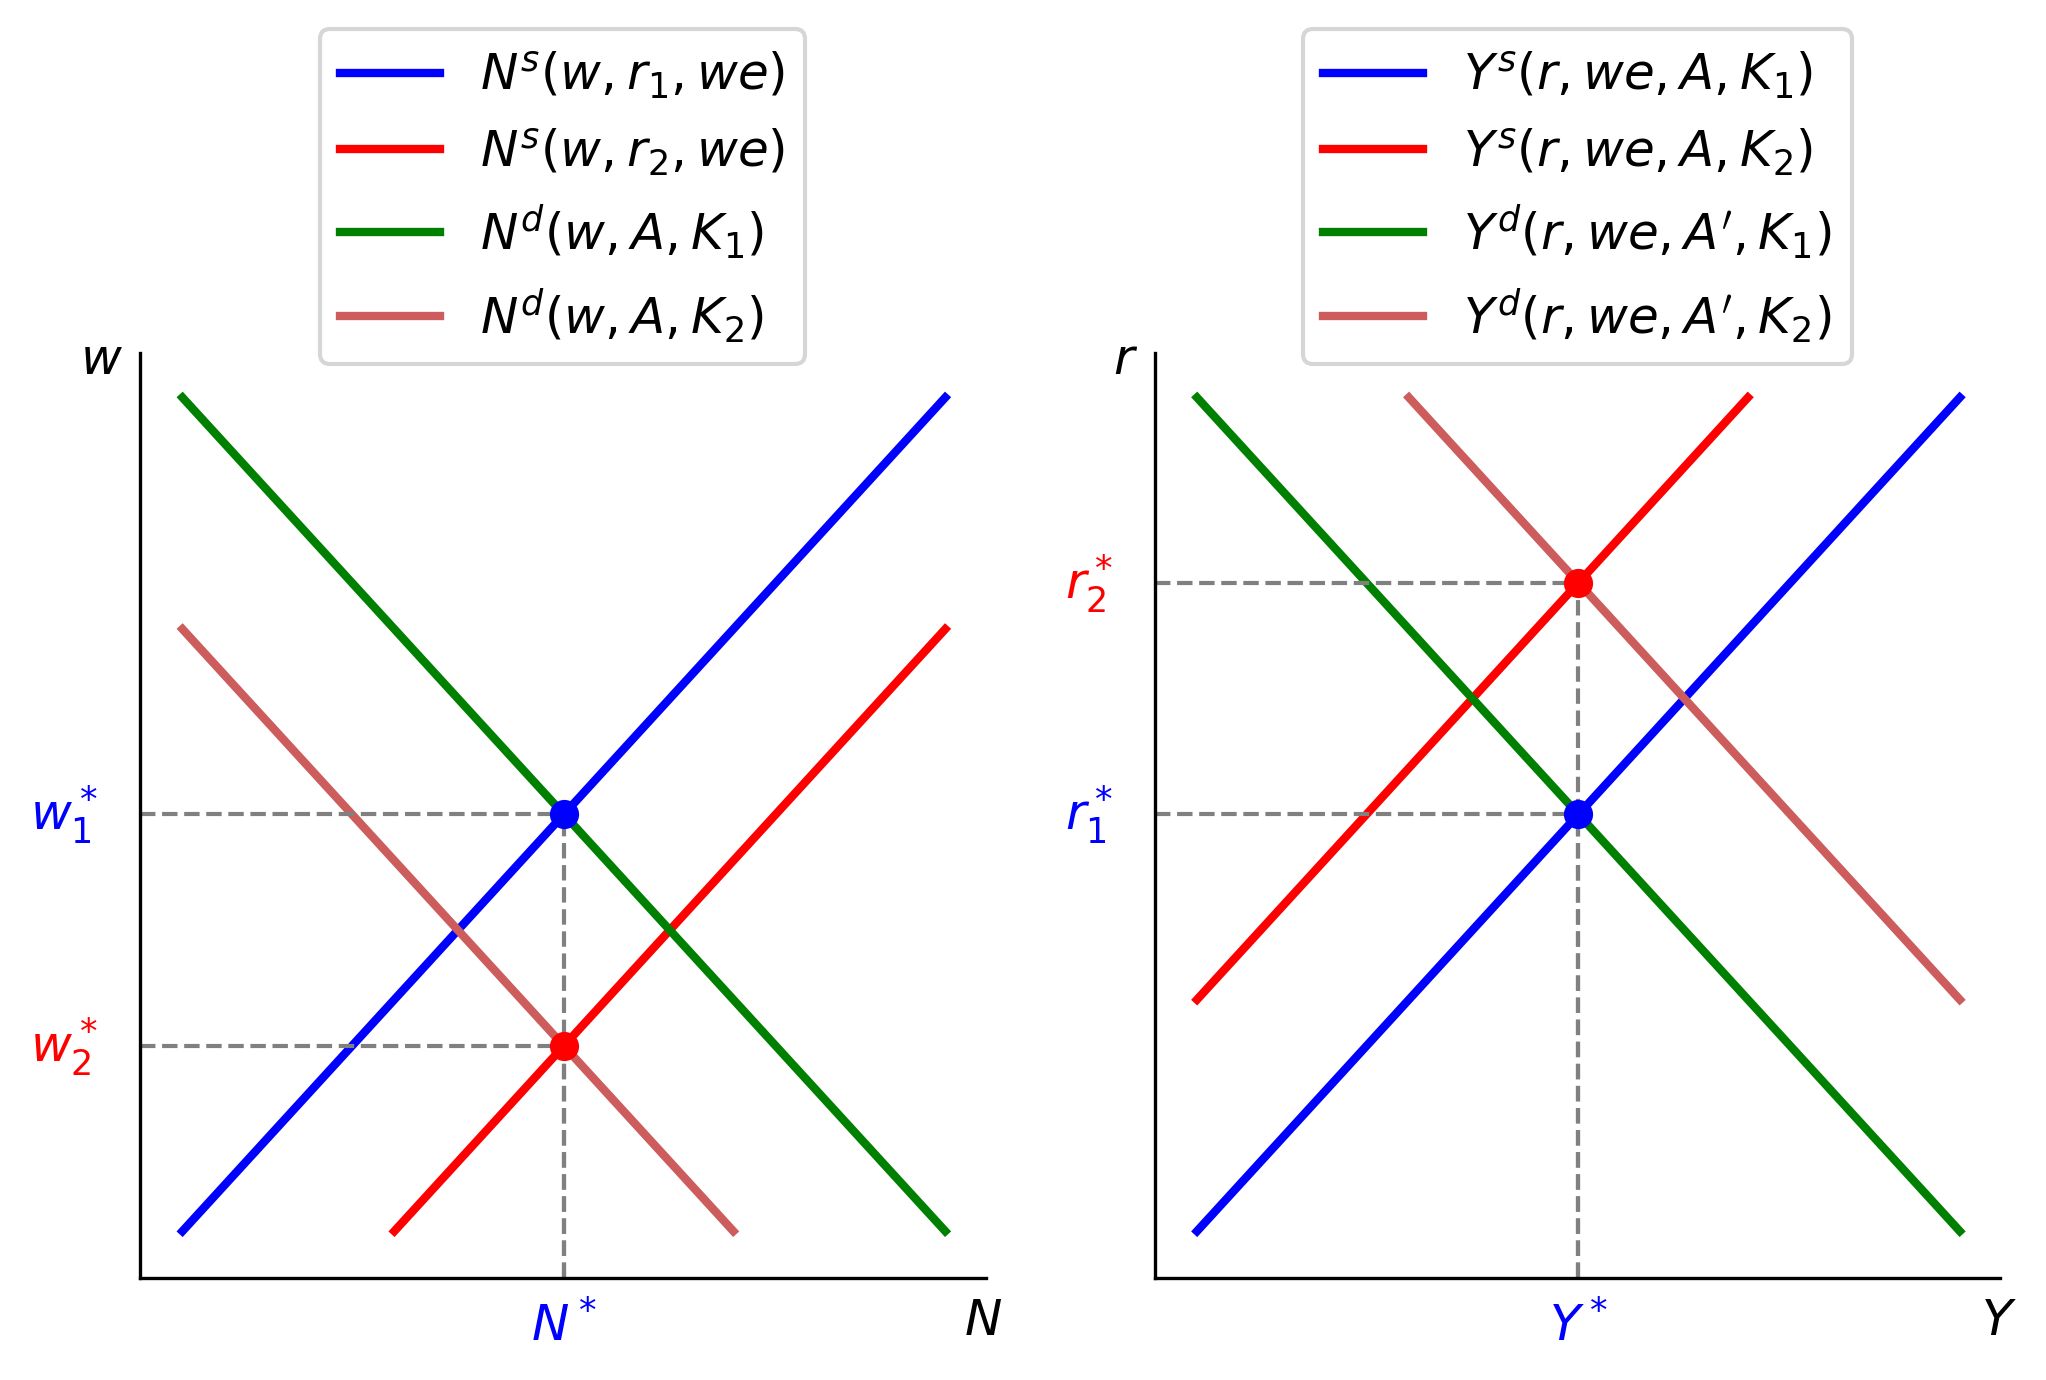 N^s(w, r_1, we)
N^s(w, r_2, we)
N^d(w, A, K_1)
N^d(w, A, K_2)
w
w_1^*
w_2^*
N^*
N
Y^s(r, we, A, K_1)
Y^s(r, we, A, K_2)
Y^d(r, we, A′, K_1)
Y^d(r, we, A′, K_2)
r
r_2^*
r_1^*
Y^*
Y